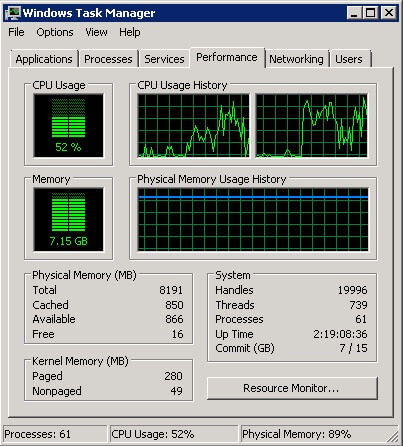 Windows Task Manager
File Options View Help
Applications Processes Services Performance Networking Users
CPU Usage
52 %
CPU Usage History
Memory
7.15 GB
Physical Memory Usage History
Physical Memory (MB)
Total 8191
Cached 850
Available 866
Free 16
System
Handles 19996
Threads 739
Processes 61
Up Time 2:19:08:36
Commit (GB) 7 / 15
Kernel Memory (MB)
Paged 280
Nonpaged 49
Resource Monitor...
Processes: 61 CPU Usage: 52% Physical Memory: 89%